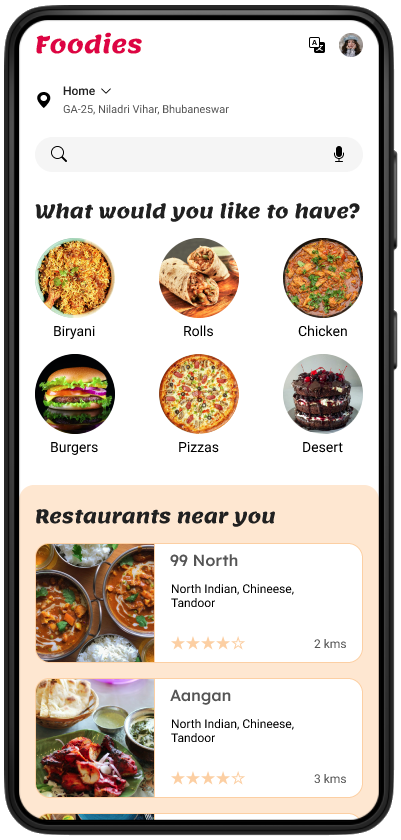 Foodies
Home
GA-25, Niladri Vihar, Bhubaneswar
What would you like to have?
Biryani
Rolls
Chicken
Burgers
Pizzas
Desert
Restaurants near you
99 North
North Indian, Chineese,
Tandoor
2 kms
Aangan
North Indian, Chineese,
Tandoor
3 kms